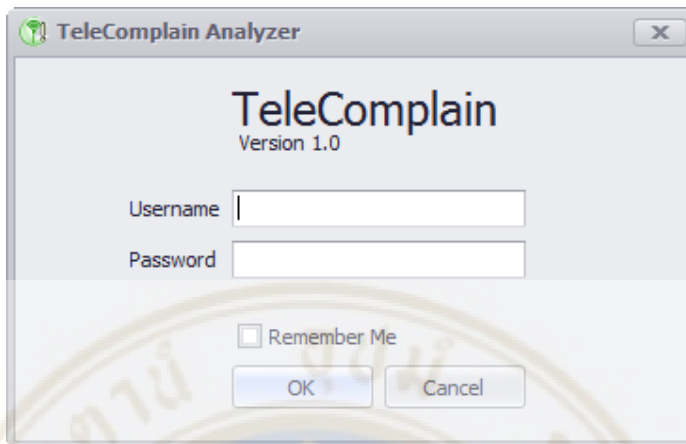 TeleComplain Analyzer
TeleComplain
Version 1.0
Username
Password
Remember Me
OK Cancel